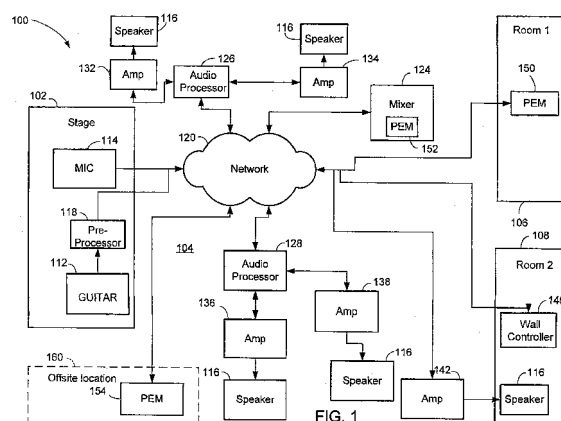 100
Speaker
116
132
Amp
126
Audio
Processor
116
Speaker
134
Amp
124
Mixer
PEM
152
Room 1
150
PEM
106
102
Stage
114
MIC
118
Pre-
Processor
112
GUITAR
120
Network
104
128
Audio
Processor
136
Amp
138
Amp
116
Speaker
116
Speaker
142
Amp
108
Room 2
Wall
Controller
116
Speaker
160
Offsite location
154
PEM
FIG. 1